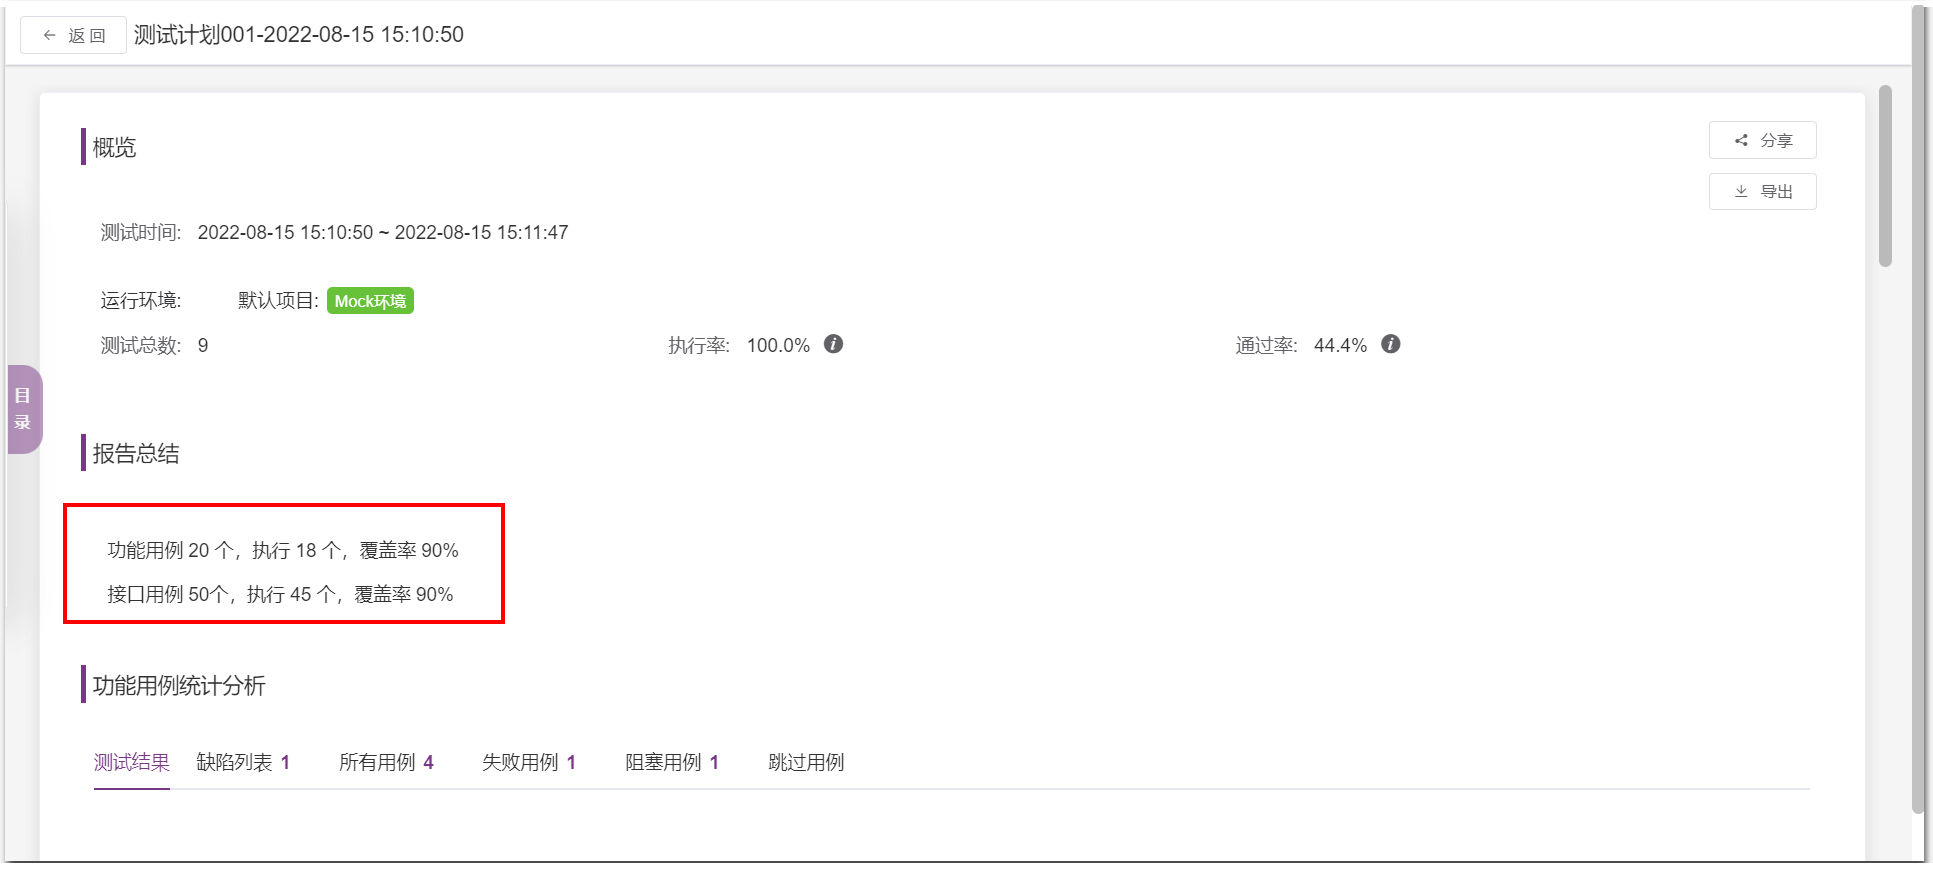 返 回 测试计划001-2022-08-15 15:10:50
概览
分享
导出
测试时间: 2022-08-15 15:10:50 ~ 2022-08-15 15:11:47
运行环境: 默认项目: Mock环境
测试总数: 9 执行率: 100.0% 通过率: 44.4%
目录
报告总结
功能用例 20 个，执行 18 个，覆盖率 90%
接口用例 50个，执行 45 个，覆盖率 90%
功能用例统计分析
测试结果 缺陷列表 1 所有用例 4 失败用例 1 阻塞用例 1 跳过用例